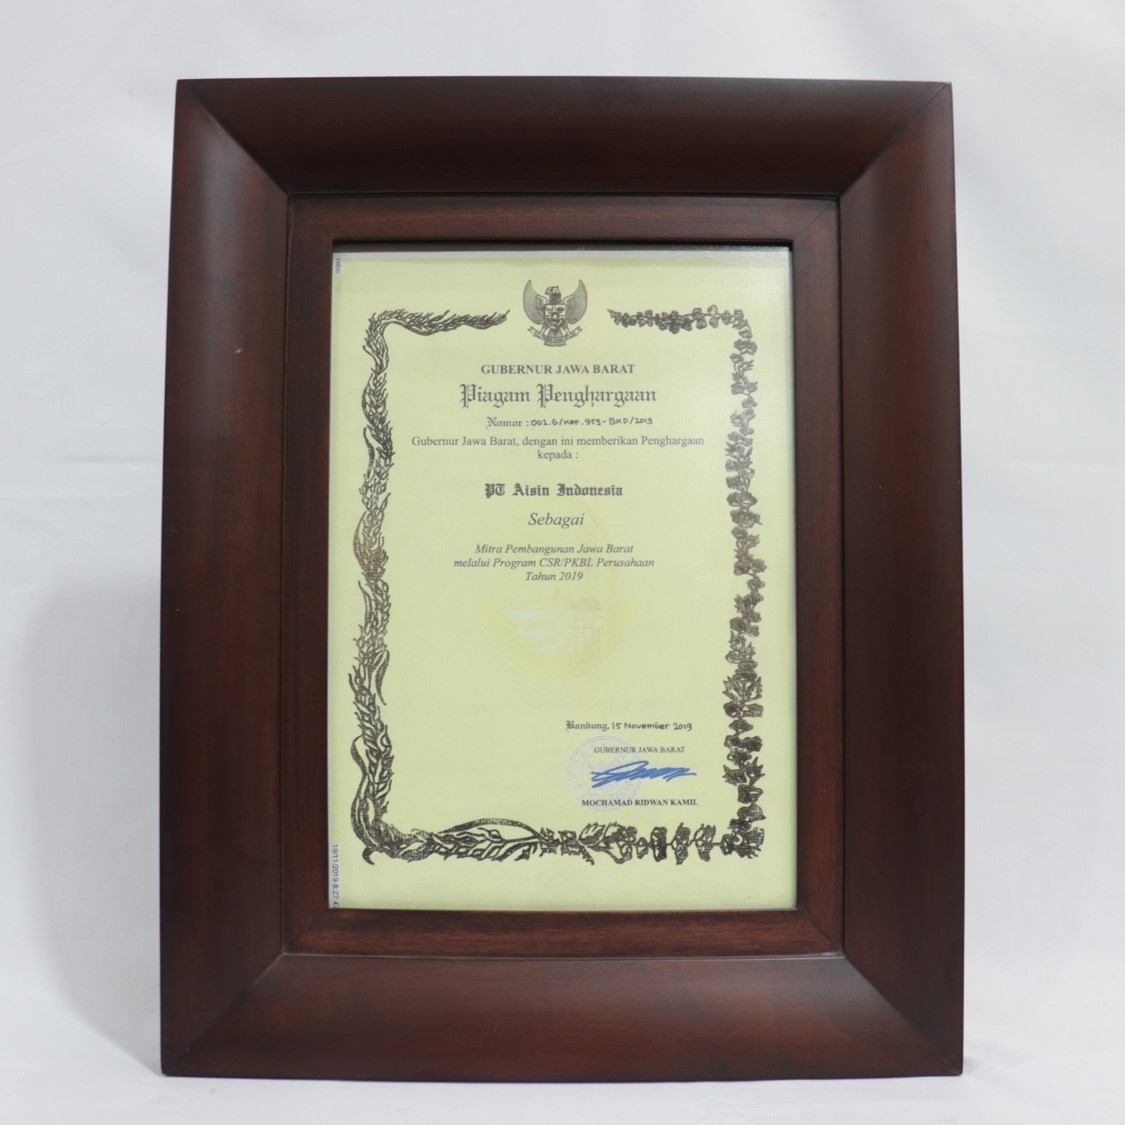 GUBERNUR JAWA BARAT
Piagam Penghargaan
Nomor : 002.6/Kep.959-BKD/2019
Gubernur Jawa Barat, dengan ini memberikan Penghargaan
kepada :
PT Aisin Indonesia
Sebagai
Mitra Pembangunan Jawa Barat
melalui Program CSR/PKBL Perusahaan
Tahun 2019
Bandung, 15 November 2019
GUBERNUR JAWA BARAT
MOCHAMAD RIDWAN KAMIL